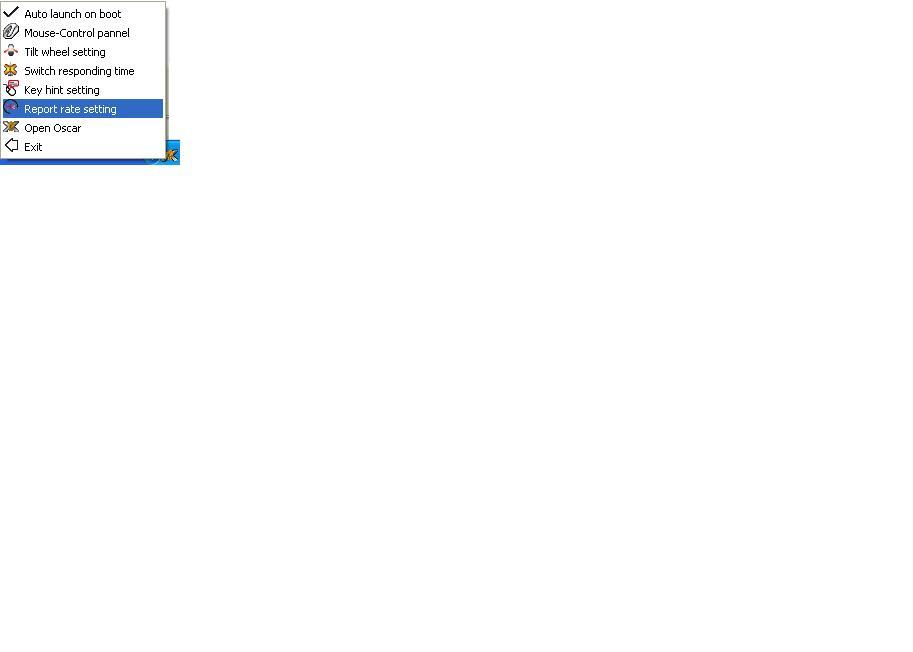 Auto launch on boot
Mouse-Control pannel
Tilt wheel setting
Switch responding time
Key hint setting
Report rate setting
Open Oscar
Exit